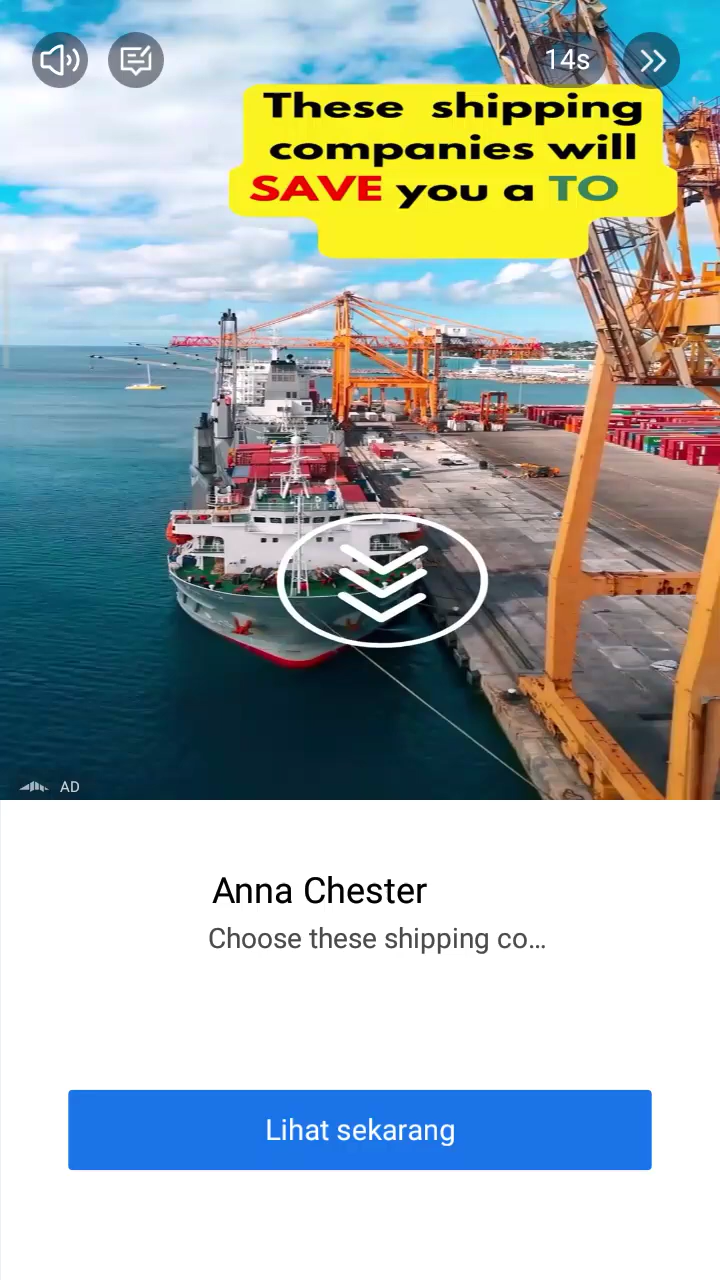 14s
These shipping
companies will
SAVE you a TO
AD
Anna Chester
Choose these shipping co...
Lihat sekarang